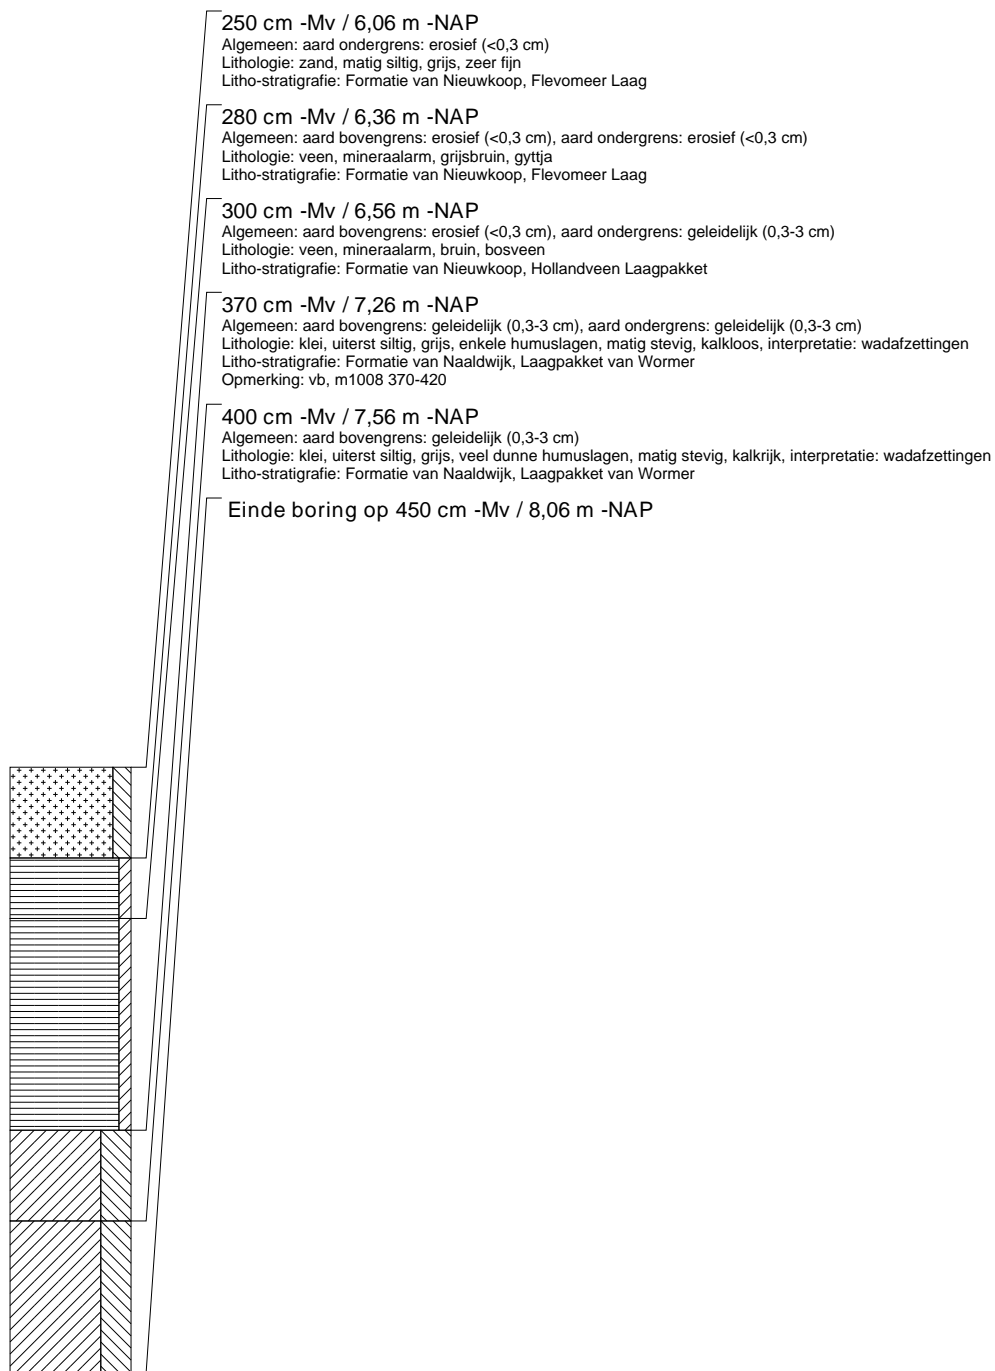 250 cm -Mv / 6,06 m -NAP
Algemeen: aard ondergrens: erosief (<0,3 cm)
Lithologie: zand, matig siltig, grijs, zeer fijn
Litho-stratigrafie: Formatie van Nieuwkoop, Flevomeer Laag
280 cm -Mv / 6,36 m -NAP
Algemeen: aard bovengrens: erosief (<0,3 cm), aard ondergrens: erosief (<0,3 cm)
Lithologie: veen, mineraalarm, grijsbruin, gyttja
Litho-stratigrafie: Formatie van Nieuwkoop, Flevomeer Laag
300 cm -Mv / 6,56 m -NAP
Algemeen: aard bovengrens: erosief (<0,3 cm), aard ondergrens: geleidelijk (0,3-3 cm)
Lithologie: veen, mineraalarm, bruin, bosveen
Litho-stratigrafie: Formatie van Nieuwkoop, Hollandveen Laagpakket
370 cm -Mv / 7,26 m -NAP
Algemeen: aard bovengrens: geleidelijk (0,3-3 cm), aard ondergrens: geleidelijk (0,3-3 cm)
Lithologie: klei, uiterst siltig, grijs, enkele humuslagen, matig stevig, kalkloos, interpretatie: wadafzettingen
Litho-stratigrafie: Formatie van Naaldwijk, Laagpakket van Wormer
Opmerking: vb, m1008 370-420
400 cm -Mv / 7,56 m -NAP
Algemeen: aard bovengrens: geleidelijk (0,3-3 cm)
Lithologie: klei, uiterst siltig, grijs, veel dunne humuslagen, matig stevig, kalkrijk, interpretatie: wadafzettingen
Litho-stratigrafie: Formatie van Naaldwijk, Laagpakket van Wormer
Einde boring op 450 cm -Mv / 8,06 m -NAP